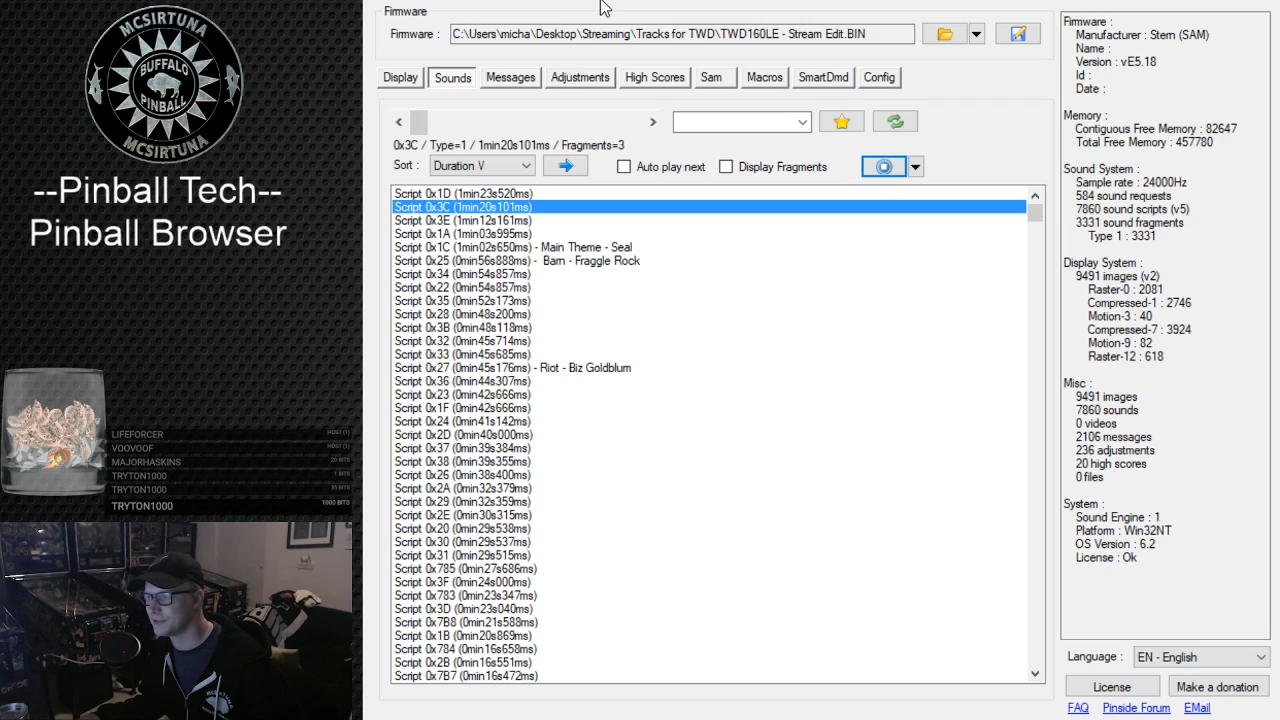 MCSIRTUNA
BUFFALO
PINBALL
MCSIRTUNA
--Pinball Tech--
Pinball Browser
LIFEFORCER HOST (1)
VOOVOOF HOST (1)
MAJORHASKINS 20 BITS
TRYTON1000 1 BITS
TRYTON1000 35 BITS
TRYTON1000 1000 BITS
Firmware
Firmware : C:\Users\micha\Desktop\Streaming\Tracks for TWD\TWD160LE - Stream Edit.BIN
Display Sounds Messages Adjustments High Scores Sam Macros SmartDmd Config
0x3C / Type=1 / 1min20s101ms / Fragments=3
Sort : Duration V Auto play next Display Fragments
Script 0x1D (1min23s520ms)
Script 0x3C (1min20s101ms)
Script 0x3E (1min12s161ms)
Script 0x1A (1min03s995ms)
Script 0x1C (1min02s650ms) - Main Theme - Seal
Script 0x25 (0min56s888ms) - Barn - Fraggle Rock
Script 0x34 (0min54s857ms)
Script 0x22 (0min54s857ms)
Script 0x35 (0min52s173ms)
Script 0x28 (0min48s200ms)
Script 0x3B (0min48s118ms)
Script 0x32 (0min45s714ms)
Script 0x33 (0min45s685ms)
Script 0x27 (0min45s176ms) - Riot - Biz Goldblum
Script 0x36 (0min44s307ms)
Script 0x23 (0min42s666ms)
Script 0x1F (0min42s666ms)
Script 0x24 (0min41s142ms)
Script 0x2D (0min40s000ms)
Script 0x37 (0min39s384ms)
Script 0x38 (0min39s355ms)
Script 0x26 (0min38s400ms)
Script 0x2A (0min32s379ms)
Script 0x29 (0min32s359ms)
Script 0x2E (0min30s315ms)
Script 0x20 (0min29s538ms)
Script 0x30 (0min29s537ms)
Script 0x31 (0min29s515ms)
Script 0x785 (0min27s686ms)
Script 0x3F (0min24s000ms)
Script 0x783 (0min23s347ms)
Script 0x3D (0min23s040ms)
Script 0x7B8 (0min21s588ms)
Script 0x1B (0min20s869ms)
Script 0x784 (0min16s658ms)
Script 0x2B (0min16s551ms)
Script 0x7B7 (0min16s472ms)
Firmware :
Manufacturer : Stern (SAM)
Name :
Version : vE5.18
Id :
Date :
Memory :
Contiguous Free Memory : 82647
Total Free Memory : 457780
Sound System :
Sample rate : 24000Hz
584 sound requests
7860 sound scripts (v5)
3331 sound fragments
Type 1 : 3331
Display System :
9491 images (v2)
Raster-0 : 2081
Compressed-1 : 2746
Motion-3 : 40
Compressed-7 : 3924
Motion-9 : 82
Raster-12 : 618
Misc :
9491 images
7860 sounds
0 videos
2106 messages
236 adjustments
20 high scores
0 files
System :
Sound Engine : 1
Platform : Win32NT
OS Version : 6.2
License : Ok
Language : EN - English
License Make a donation
FAQ Pinside Forum EMail